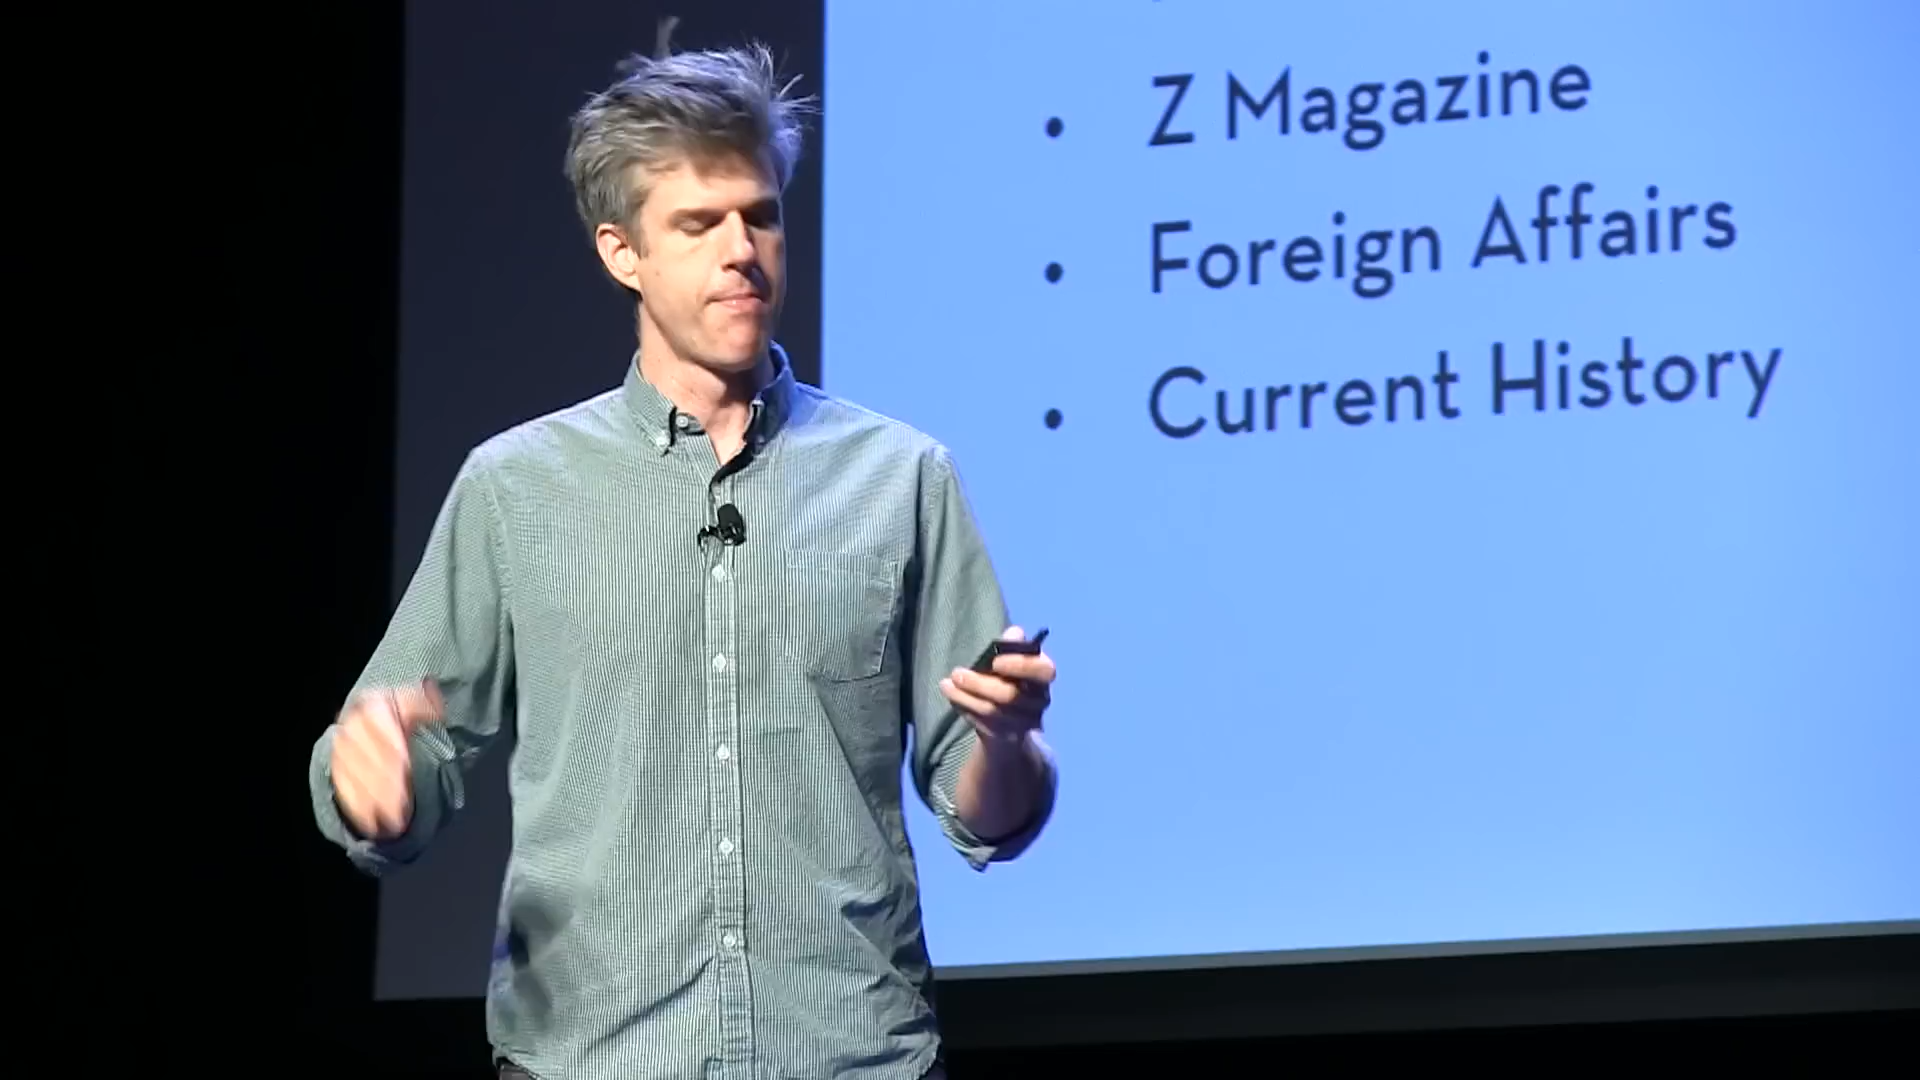 • Z Magazine
• Foreign Affairs
• Current History